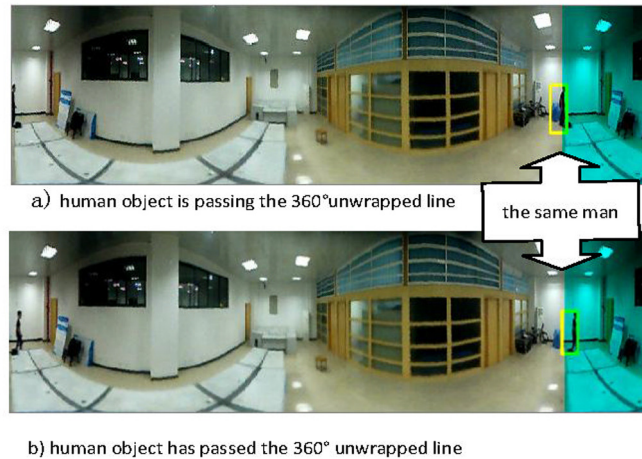 a) human object is passing the 360°unwrapped line
the same man
b) human object has passed the 360° unwrapped line